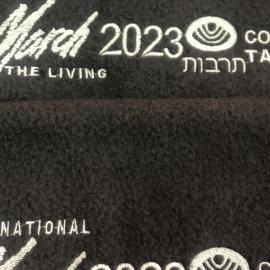 March 2023 CO
THE LIVING תרבות TA
NATIONAL